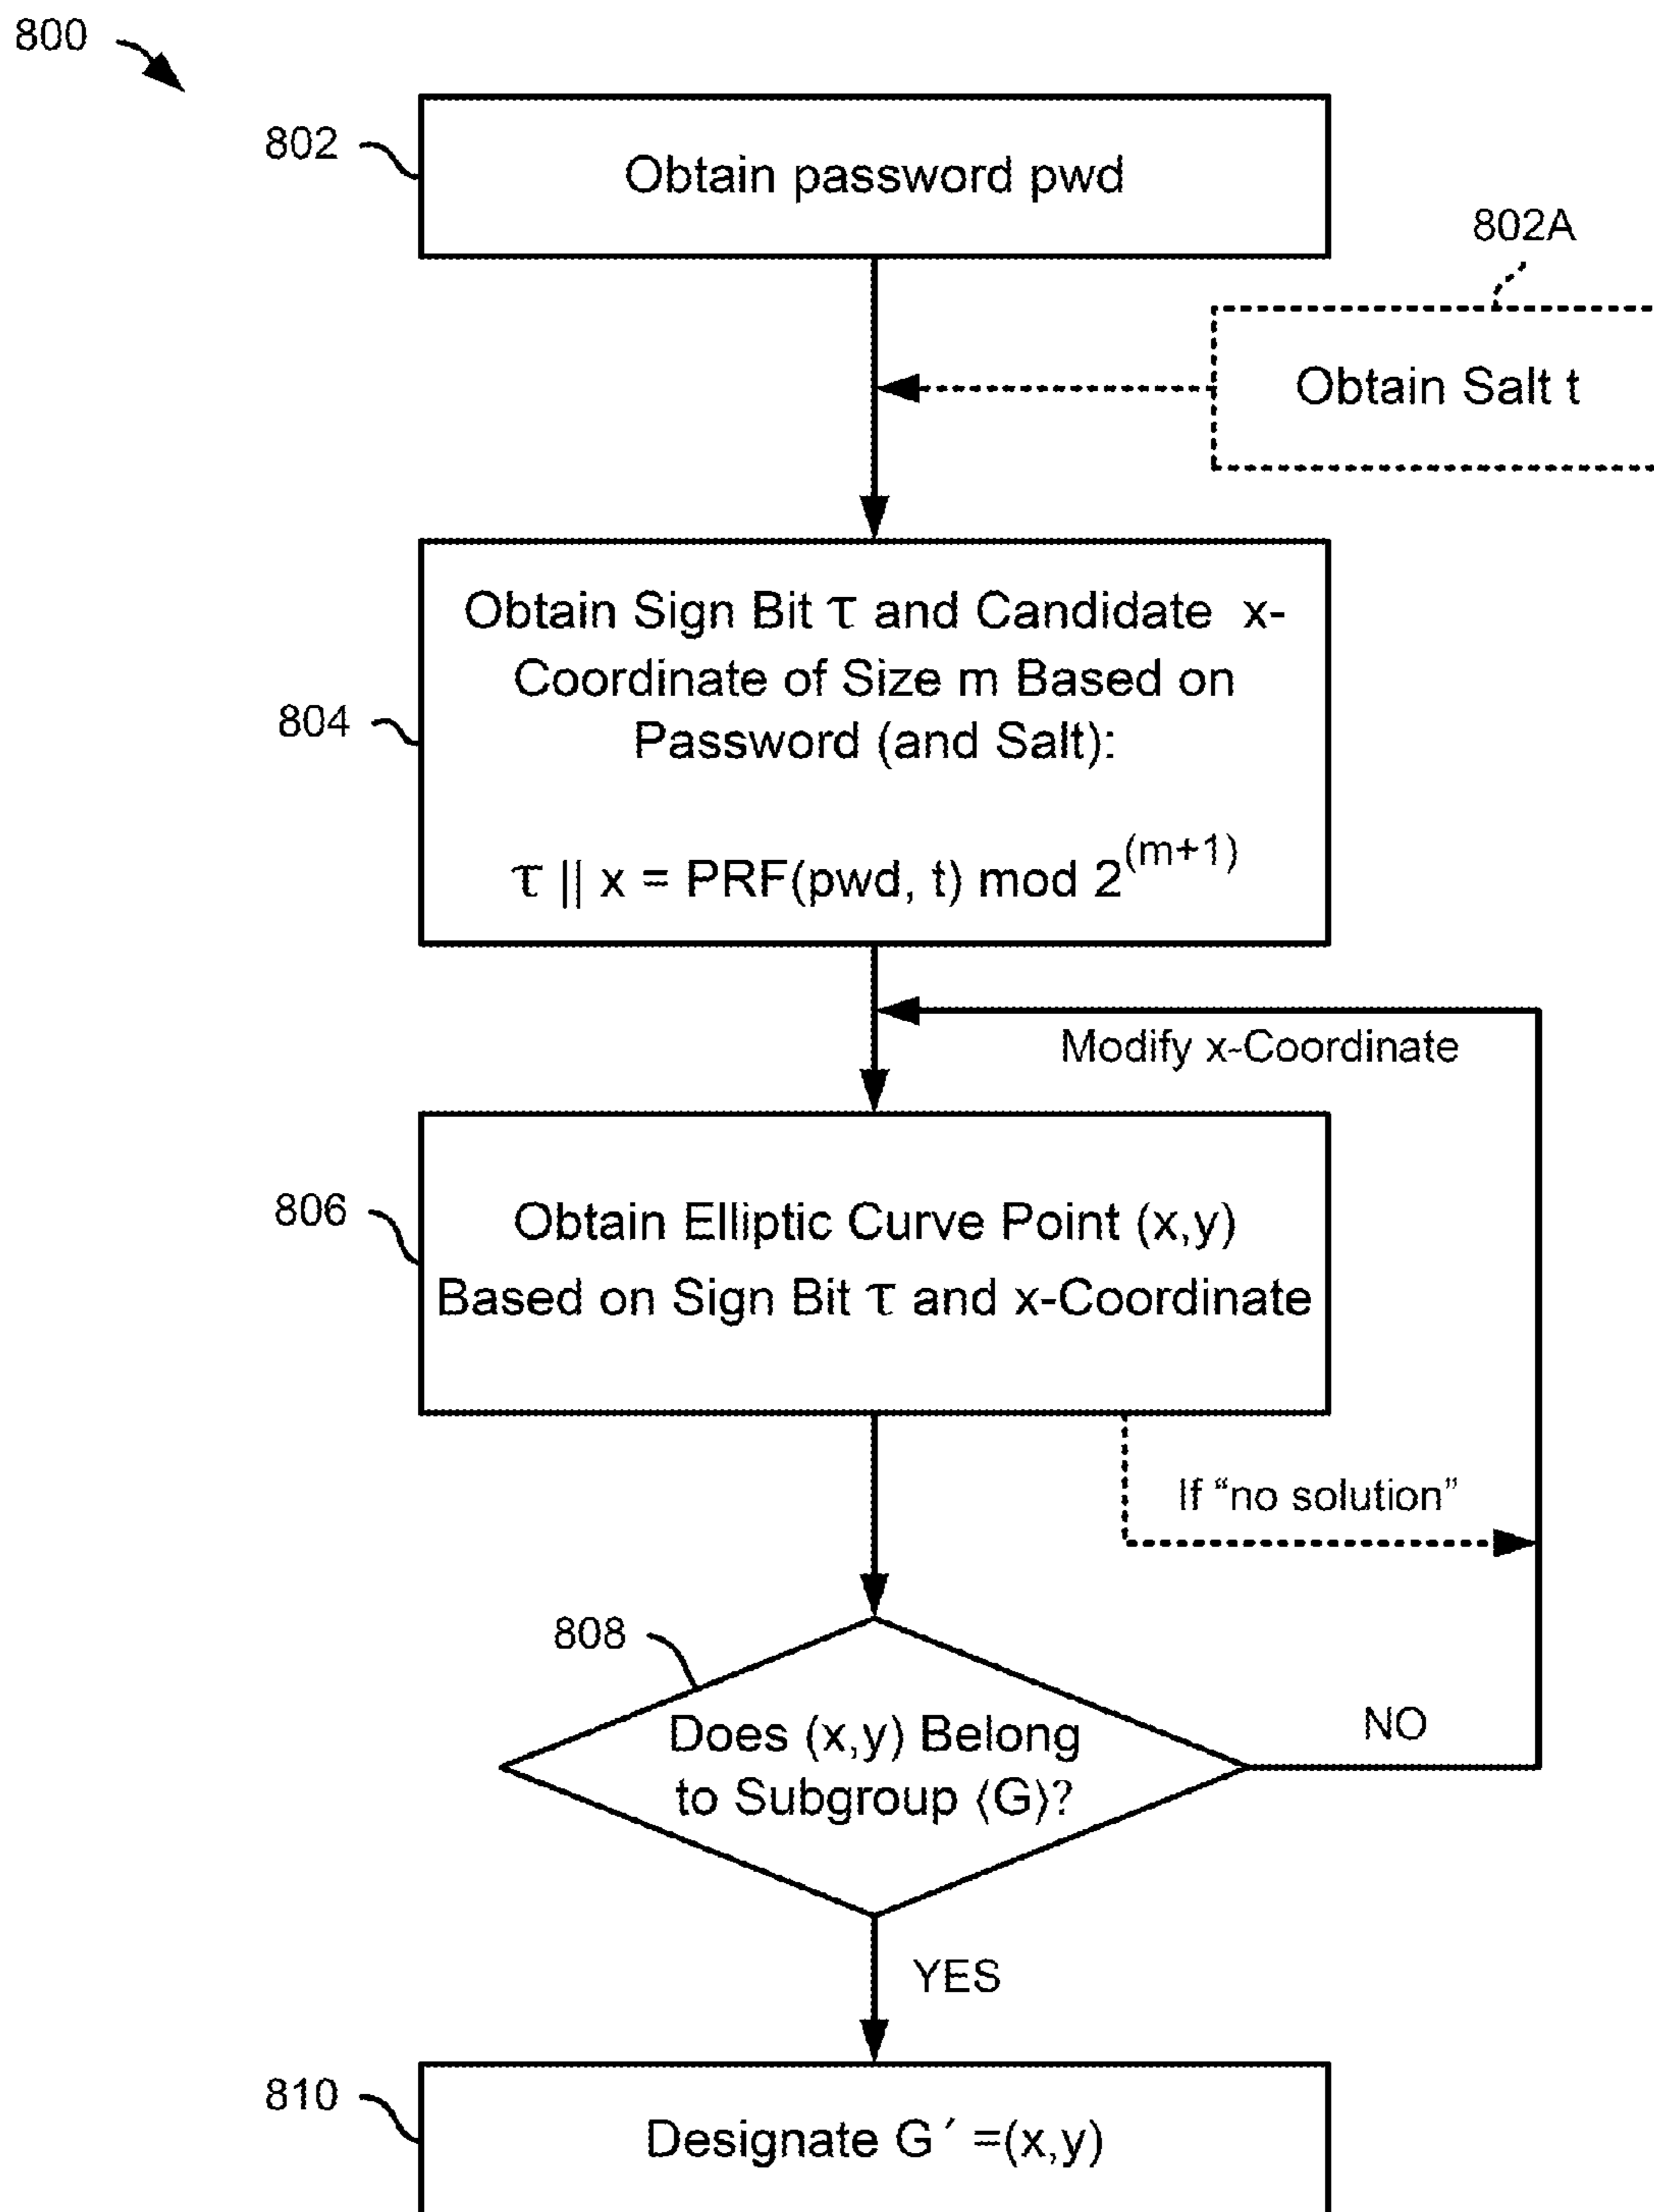 800
802
Obtain password pwd
802A
Obtain Salt t
804
Obtain Sign Bit τ and Candidate x-
Coordinate of Size m Based on
Password (and Salt):
τ || x = PRF(pwd, t) mod 2^(m+1)
Modify x-Coordinate
806
Obtain Elliptic Curve Point (x,y)
Based on Sign Bit τ and x-Coordinate
If “no solution”
808
Does (x,y) Belong
to Subgroup ⟨G⟩?
NO
YES
810
Designate G´ =(x,y)